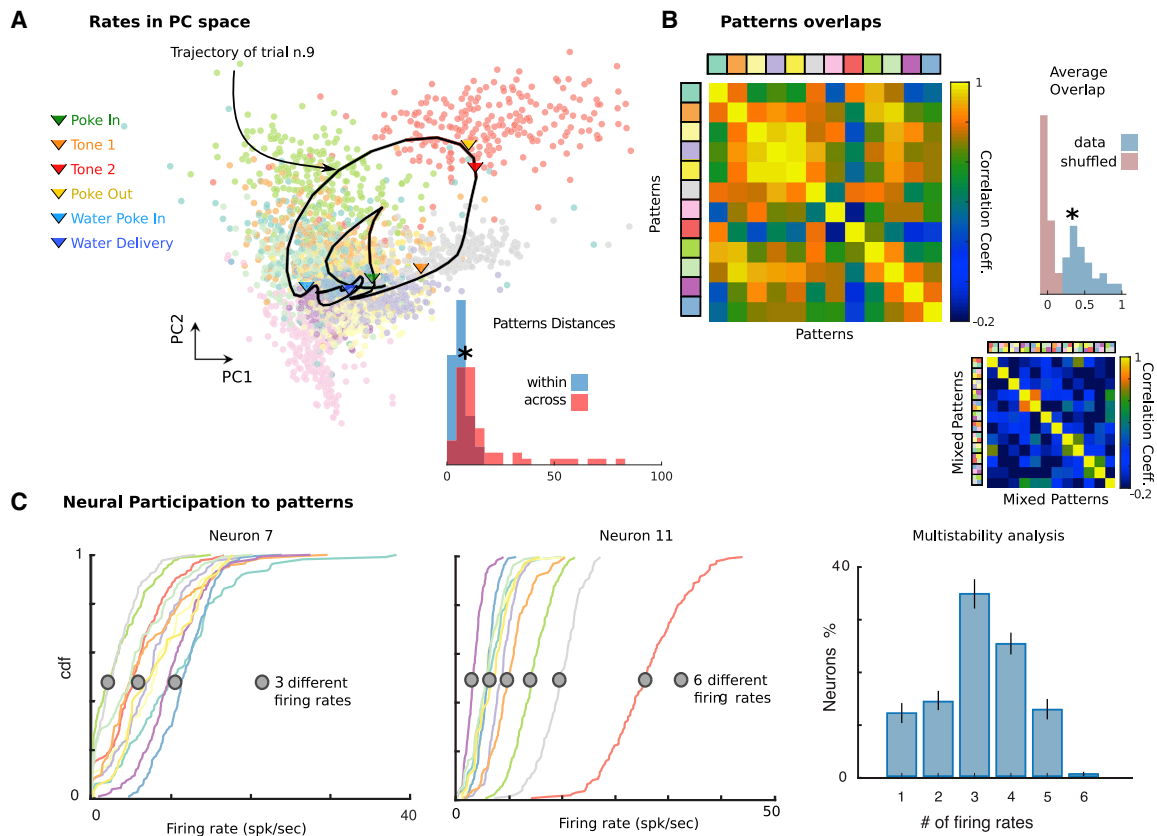 A
Rates in PC space
Trajectory of trial n.9
Poke In
Tone 1
Tone 2
Poke Out
Water Poke In
Water Delivery
PC2
PC1
Patterns Distances
within
across
0
50
100
B
Patterns overlaps
Patterns
Patterns
1
-0.2
Correlation Coeff.
Average
Overlap
data
shuffled
*
0
0.5
1
*
Mixed Patterns
Mixed Patterns
1
-0.2
Correlation Coeff.
C
Neural Participation to patterns
Neuron 7
1
cdf
0
0
40
Firing rate (spk/sec)
3 different
firing rates
Neuron 11
6 different
firing rates
0
50
Firing rate (spk/sec)
Multistability analysis
40
Neurons %
0
1 2 3 4 5 6
# of firing rates